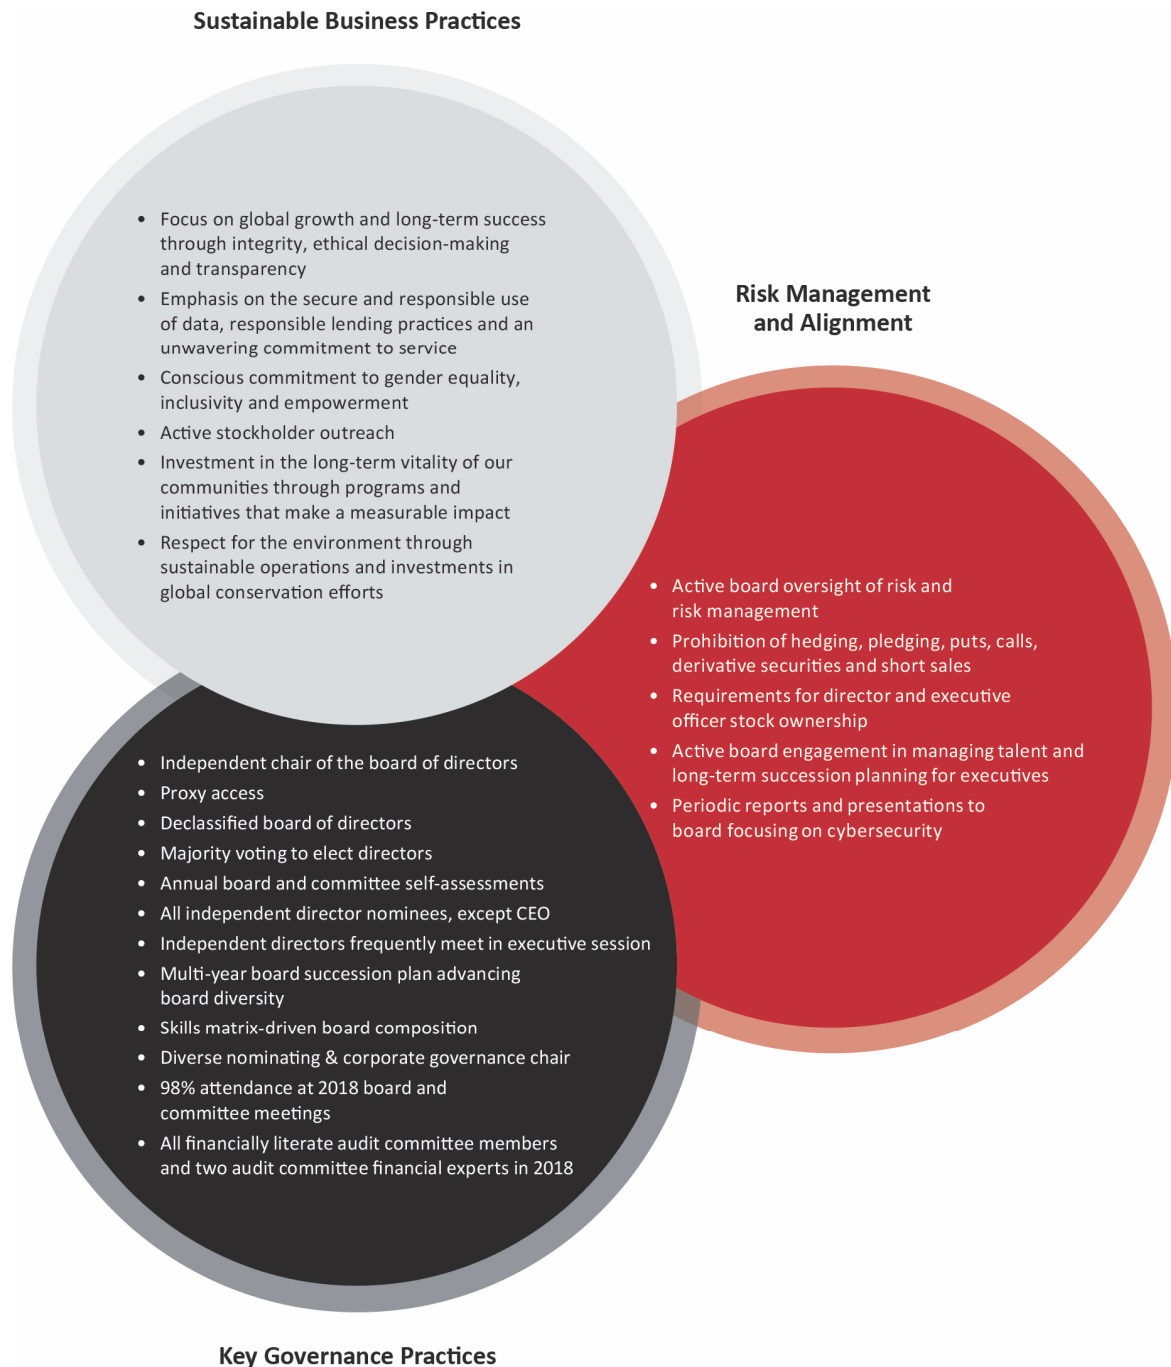 Sustainable Business Practices
• Focus on global growth and long-term success
through integrity, ethical decision-making
and transparency
• Emphasis on the secure and responsible use
of data, responsible lending practices and an
unwavering commitment to service
• Conscious commitment to gender equality,
inclusivity and empowerment
• Active stockholder outreach
• Investment in the long-term vitality of our
communities through programs and
initiatives that make a measurable impact
• Respect for the environment through
sustainable operations and investments in
global conservation efforts
Risk Management
and Alignment
• Active board oversight of risk and
risk management
• Prohibition of hedging, pledging, puts, calls,
derivative securities and short sales
• Requirements for director and executive
officer stock ownership
• Active board engagement in managing talent and
long-term succession planning for executives
• Periodic reports and presentations to
board focusing on cybersecurity
• Independent chair of the board of directors
• Proxy access
• Declassified board of directors
• Majority voting to elect directors
• Annual board and committee self-assessments
• All independent director nominees, except CEO
• Independent directors frequently meet in executive session
• Multi-year board succession plan advancing
board diversity
• Skills matrix-driven board composition
• Diverse nominating & corporate governance chair
• 98% attendance at 2018 board and
committee meetings
• All financially literate audit committee members
and two audit committee financial experts in 2018
Key Governance Practices